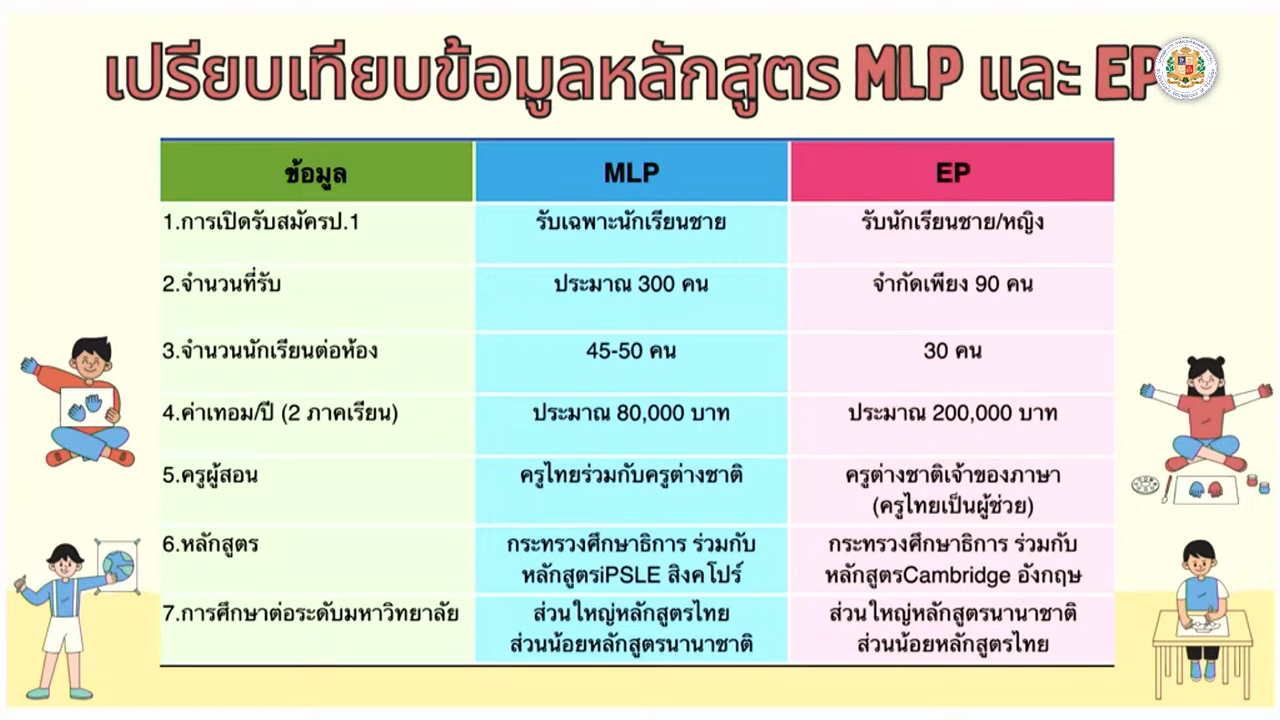 เปรียบเทียบข้อมูลหลักสูตร MLP และ EP
ข้อมูล MLP EP
1.การเปิดรับสมัครป.1 รับเฉพาะนักเรียนชาย รับนักเรียนชาย/หญิง
2.จำนวนที่รับ ประมาณ 300 คน จำกัดเพียง 90 คน
3.จำนวนนักเรียนต่อห้อง 45-50 คน 30 คน
4.ค่าเทอม/ปี (2 ภาคเรียน) ประมาณ 80,000 บาท ประมาณ 200,000 บาท
5.ครูผู้สอน ครูไทยร่วมกับครูต่างชาติ ครูต่างชาติเจ้าของภาษา
(ครูไทยเป็นผู้ช่วย)
6.หลักสูตร กระทรวงศึกษาธิการ ร่วมกับ กระทรวงศึกษาธิการ ร่วมกับ
หลักสูตรiPSLE สิงคโปร์ หลักสูตรCambridge อังกฤษ
7.การศึกษาต่อระดับมหาวิทยาลัย ส่วนใหญ่หลักสูตรไทย ส่วนใหญ่หลักสูตรนานาชาติ
ส่วนน้อยหลักสูตรนานาชาติ ส่วนน้อยหลักสูตรไทย